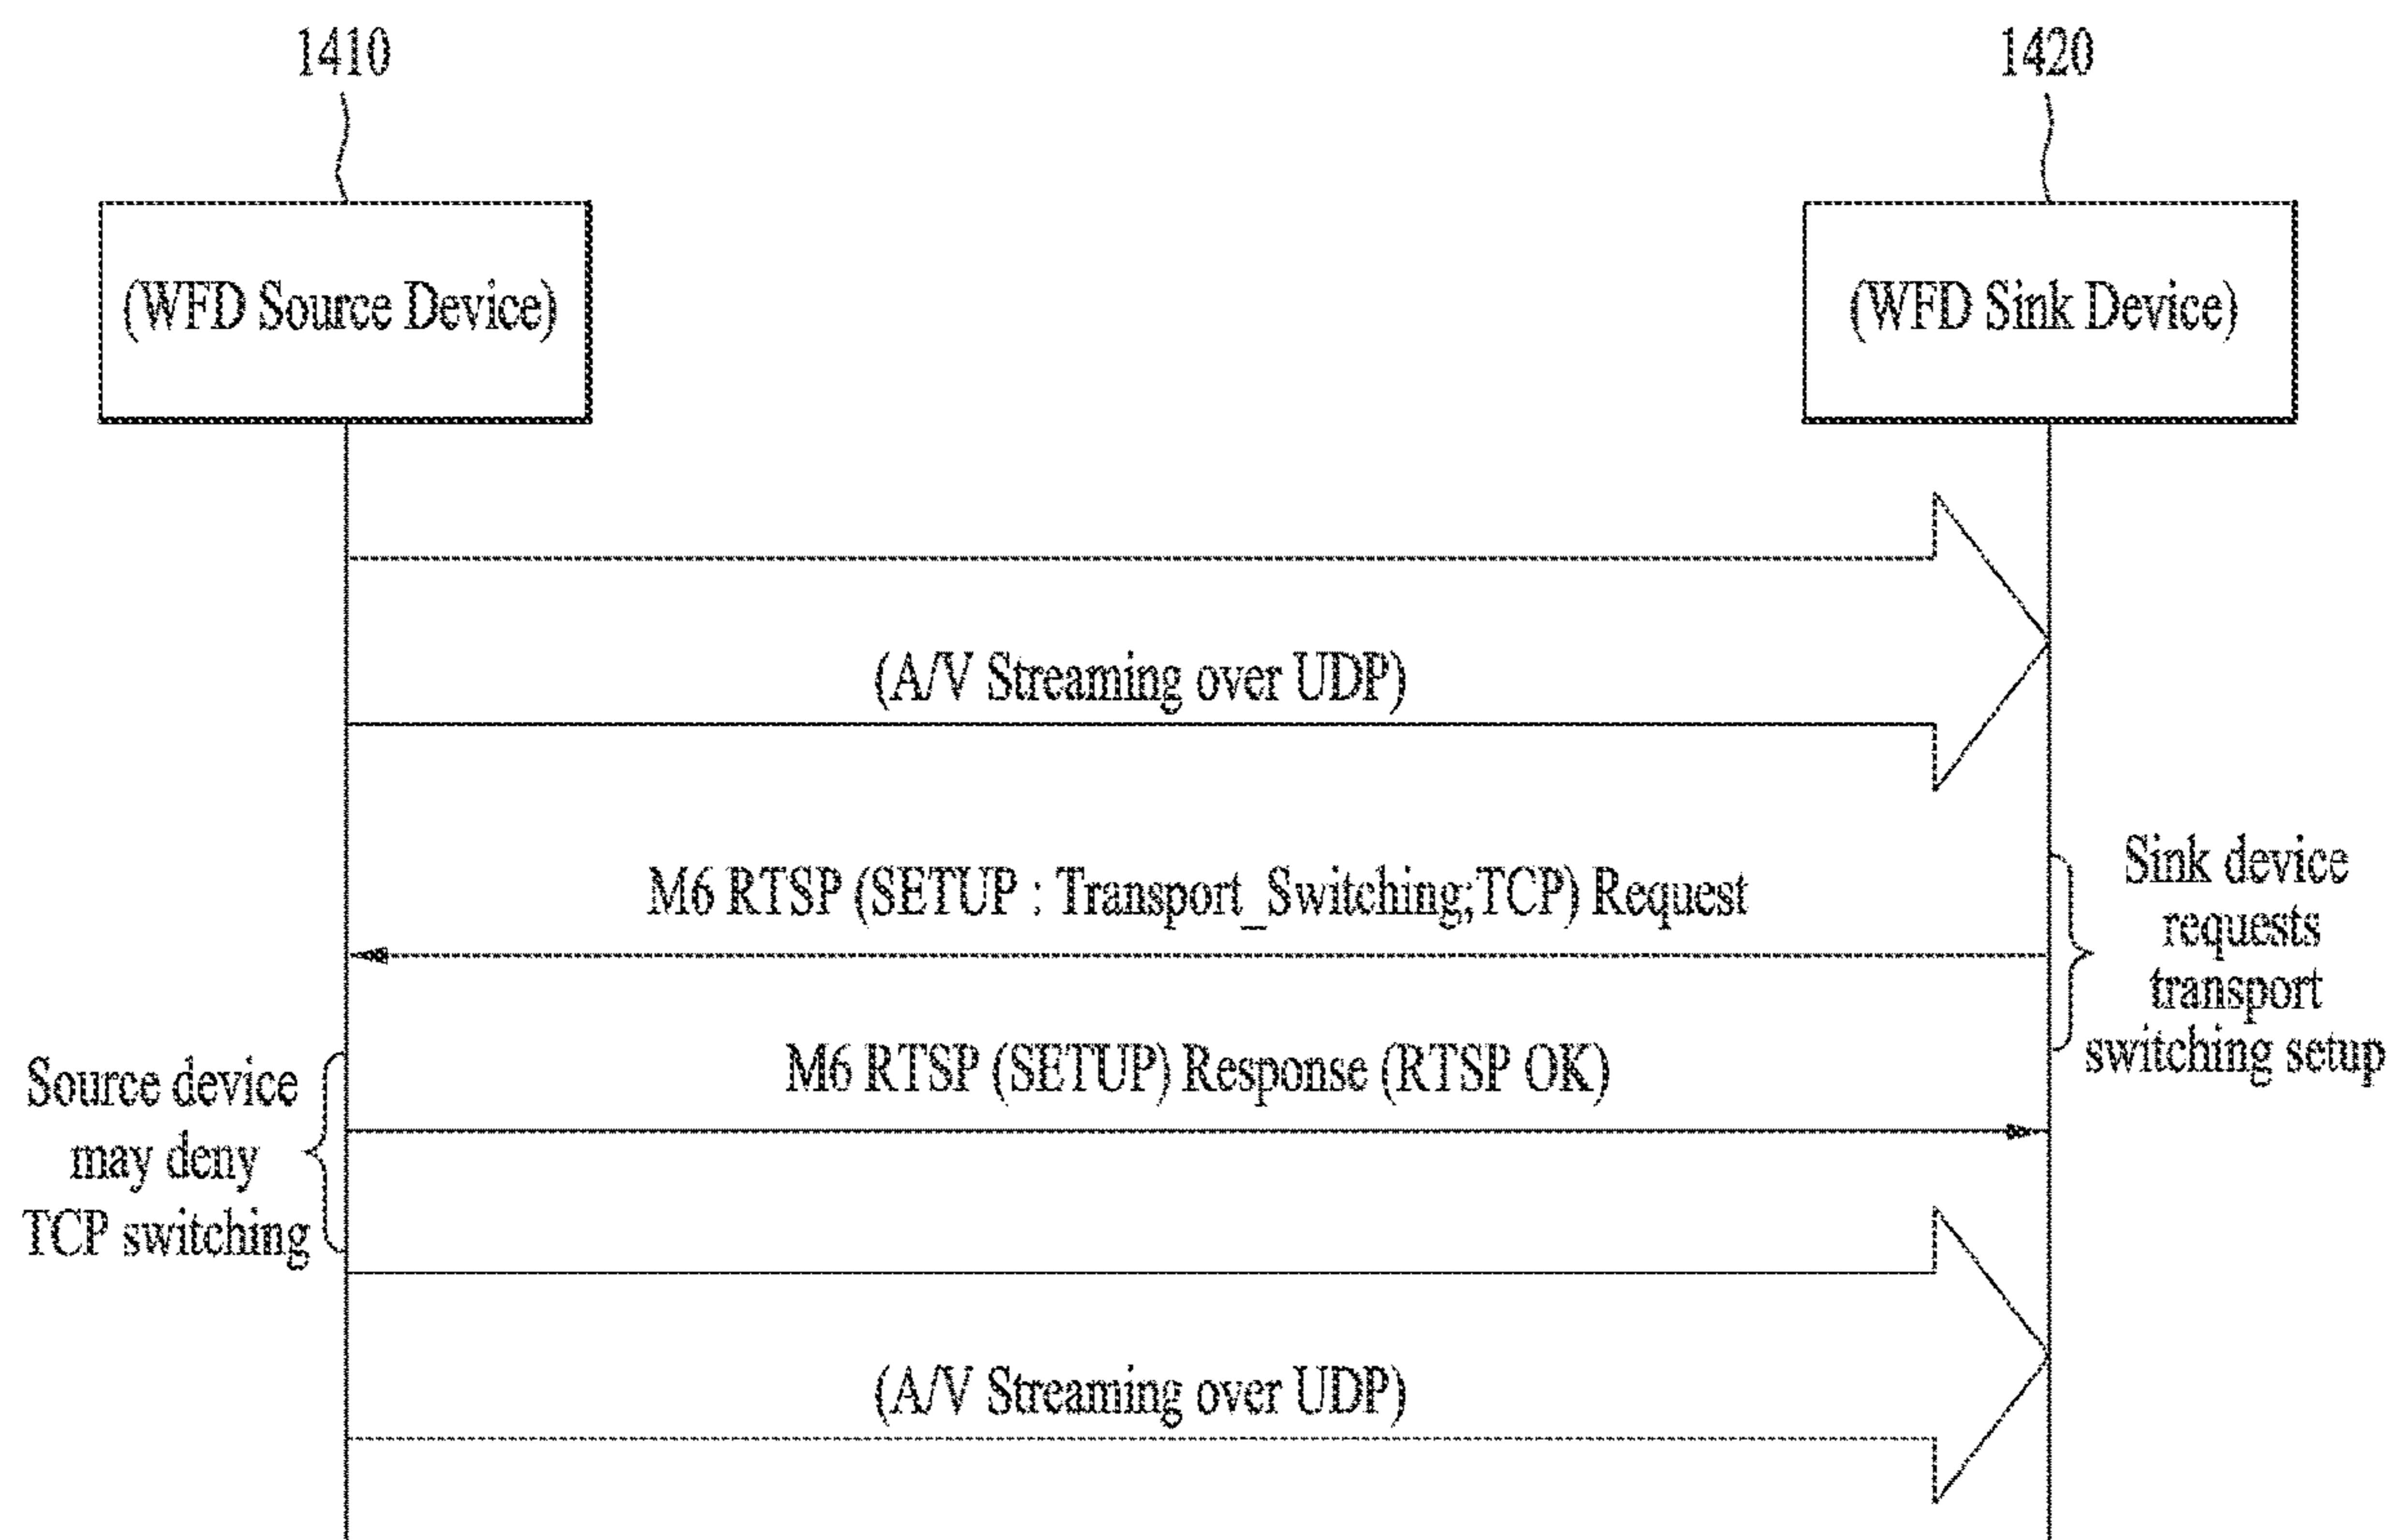 1410
1420
(WFD Source Device)
(WFD Sink Device)
(A/V Streaming over UDP)
M6 RTSP (SETUP : Transport_Switching;TCP) Request
Sink device
requests
transport
switching setup
M6 RTSP (SETUP) Response (RTSP OK)
Source device
may deny
TCP switching
(A/V Streaming over UDP)